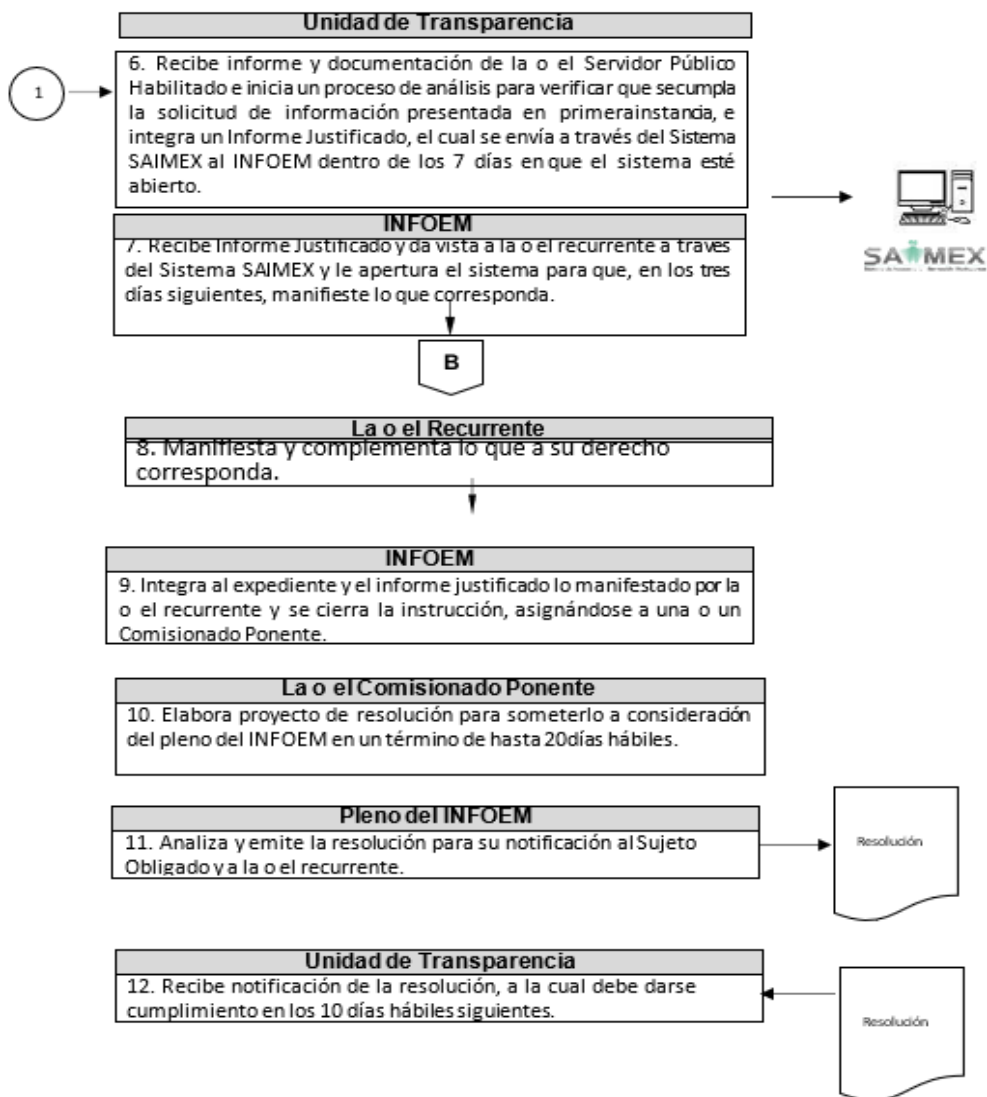 Unidad de Transparencia
1
6. Recibe informe y documentación de la o el Servidor Público
Habilitado e inicia un proceso de análisis para verificar que secumpla
la solicitud de información presentada en primerainstancia, e
integra un Informe Justificado, el cual se envía a través del Sistema
SAIMEX al INFOEM dentro de los 7 días en que el sistema esté
abierto.
SAIMEX
INFOEM
7. Recibe Informe Justificado y da vista a la o el recurrente a través
del Sistema SAIMEX y le apertura el sistema para que, en los tres
días siguientes, manifieste lo que corresponda.
B
La o el Recurrente
8. Manifiesta y complementa lo que a su derecho
corresponda.
INFOEM
9. Integra al expediente y el informe justificado lo manifestado por la
o el recurrente y se cierra la instrucción, asignándose a una o un
Comisionado Ponente.
La o el Comisionado Ponente
10. Elabora proyecto de resolución para someterlo a consideración
del pleno del INFOEM en un término de hasta 20días hábiles.
Pleno del INFOEM
11. Analiza y emite la resolución para su notificación al Sujeto
Obligado y a la o el recurrente.
Resolución
Unidad de Transparencia
12. Recibe notificación de la resolución, a la cual debe darse
cumplimiento en los 10 días hábiles siguientes.
Resolución